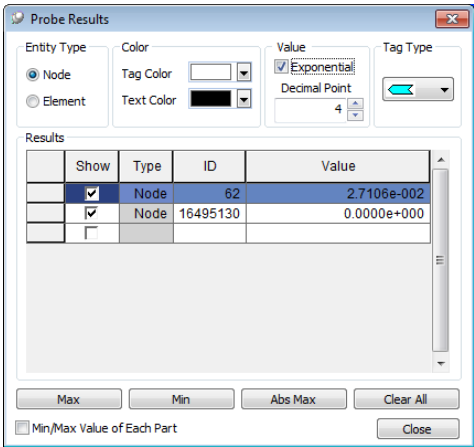 Probe Results
Entity Type
Node
Element
Color
Tag Color
Text Color
Value
Exponential
Decimal Point
4
Tag Type
Results
Show Type ID Value
Node 62 2.7106e-002
Node 16495130 0.0000e+000
Max Min Abs Max Clear All
Min/Max Value of Each Part Close